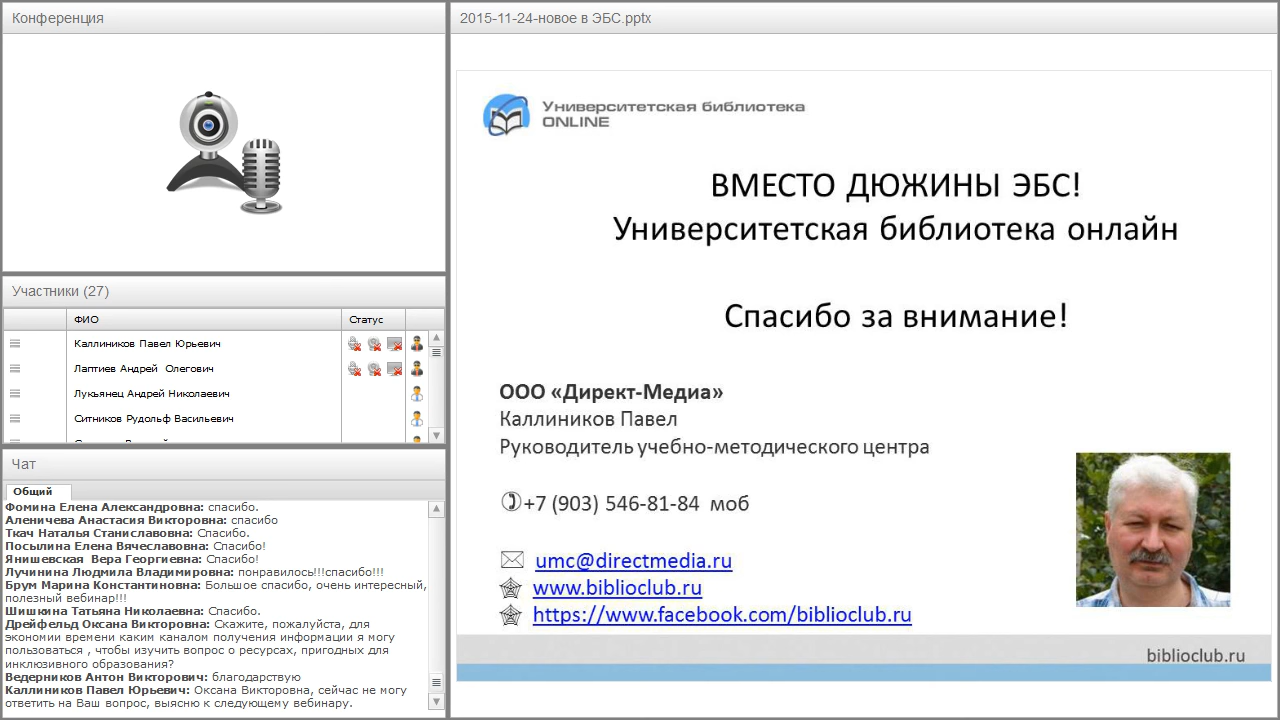 Конференция
2015-11-24-новое в ЭБС.pptx
Участники (27)
ФИО
Статус
Каллиников Павел Юрьевич
Лаптиев Андрей Олегович
Лукьянец Андрей Николаевич
Ситников Рудольф Васильевич
Чат
Общий
Фомина Елена Александровна: спасибо.
Аленичева Анастасия Викторовна: спасибо
Ткач Наталья Станиславовна: Спасибо.
Посылина Елена Вячеславовна: Спасибо!
Янишевская Вера Георгиевна: Спасибо!
Лучинина Людмила Владимировна: понравилось!!!спасибо!!!
Брум Марина Константиновна: Большое спасибо, очень интересный,
полезный вебинар!!!
Шишкина Татьяна Николаевна: Спасибо.
Дрейфельд Оксана Викторовна: Скажите, пожалуйста, для
экономии времени каким каналом получения информации я могу
пользоваться , чтобы изучить вопрос о ресурсах, пригодных для
инклюзивного образования?
Ведерников Антон Викторович: благодарствую
Каллиников Павел Юрьевич: Оксана Викторовна, сейчас не могу
ответить на Ваш вопрос, выясню к следующему вебинару.
Университетская библиотека
ONLINE
ВМЕСТО ДЮЖИНЫ ЭБС!
Университетская библиотека онлайн
Спасибо за внимание!
ООО «Директ-Медиа»
Каллиников Павел
Руководитель учебно-методического центра
+7 (903) 546-81-84 моб
umc@directmedia.ru
www.biblioclub.ru
https://www.facebook.com/biblioclub.ru
biblioclub.ru